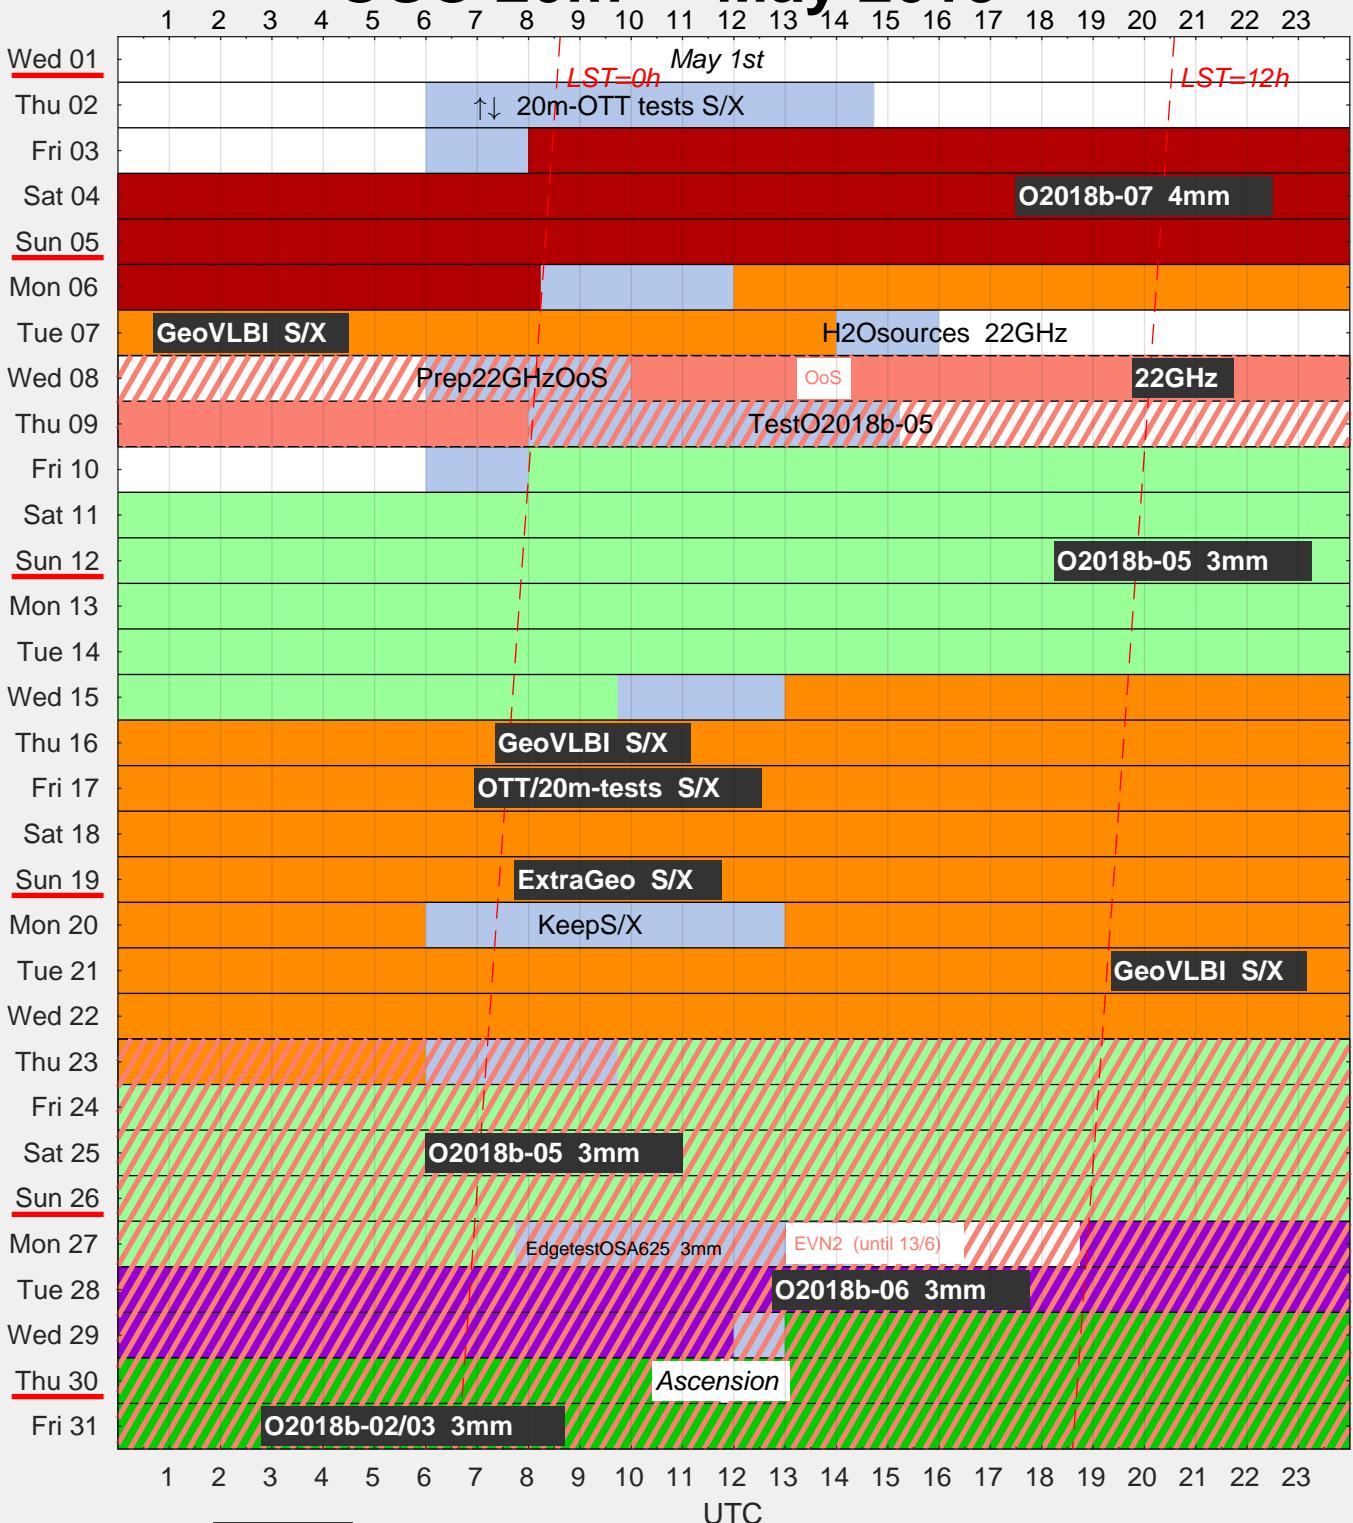 1 2 3 4 5 6 7 8 9 10 11 12 13 14 15 16 17 18 19 20 21 22 23
Wed 01 May 1st
LST=0h LST=12h
Thu 02 ↑↓ 20m-OTT tests S/X
Fri 03
Sat 04 O2018b-07 4mm
Sun 05
Mon 06
Tue 07 GeoVLBI S/X H2Osources 22GHz
Wed 08 Prep22GHzOoS OoS 22GHz
Thu 09 TestO2018b-05
Fri 10
Sat 11
Sun 12 O2018b-05 3mm
Mon 13
Tue 14
Wed 15
Thu 16 GeoVLBI S/X
Fri 17 OTT/20m-tests S/X
Sat 18
Sun 19 ExtraGeo S/X
Mon 20 KeepS/X
Tue 21 GeoVLBI S/X
Wed 22
Thu 23
Fri 24
Sat 25 O2018b-05 3mm
Sun 26
Mon 27 EdgetestOSA625 3mm EVN2 (until 13/6)
Tue 28 O2018b-06 3mm
Wed 29
Thu 30 Ascension
Fri 31 O2018b-02/03 3mm
1 2 3 4 5 6 7 8 9 10 11 12 13 14 15 16 17 18 19 20 21 22 23
UTC